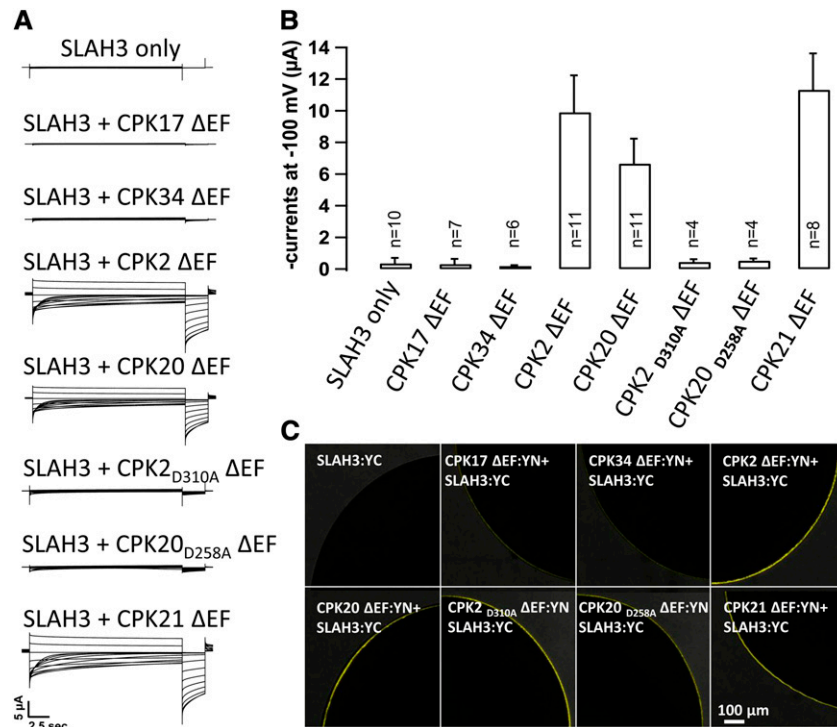 A
SLAH3 only
SLAH3 + CPK17 ΔEF
SLAH3 + CPK34 ΔEF
SLAH3 + CPK2 ΔEF
SLAH3 + CPK20 ΔEF
SLAH3 + CPK2D310A ΔEF
SLAH3 + CPK20D258A ΔEF
SLAH3 + CPK21 ΔEF
5 µA
2.5 sec
B
-currents at -100 mV (µA)
14
12
10
8
6
4
2
0
n=10
n=7
n=6
n=11
n=11
n=4
n=4
n=8
SLAH3 only
CPK17 ΔEF
CPK34 ΔEF
CPK2 ΔEF
CPK20 ΔEF
CPK2 D310A ΔEF
CPK20 D258A ΔEF
CPK21 ΔEF
C
SLAH3:YC
CPK17 ΔEF:YN+
SLAH3:YC
CPK34 ΔEF:YN+
SLAH3:YC
CPK2 ΔEF:YN+
SLAH3:YC
CPK20 ΔEF:YN+
SLAH3:YC
CPK2 D310A ΔEF:YN
SLAH3:YC
CPK20 D258A ΔEF:YN
SLAH3:YC
CPK21 ΔEF:YN+
SLAH3:YC
100 µm